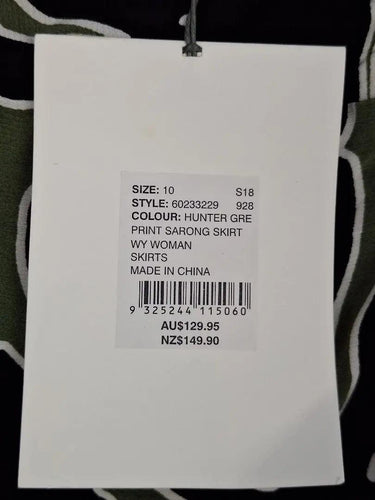 SIZE: 10 S18
STYLE: 60233229 928
COLOUR: HUNTER GRE
PRINT SARONG SKIRT
WY WOMAN
SKIRTS
MADE IN CHINA
9 325244 115060
AU$129.95
NZ$149.90